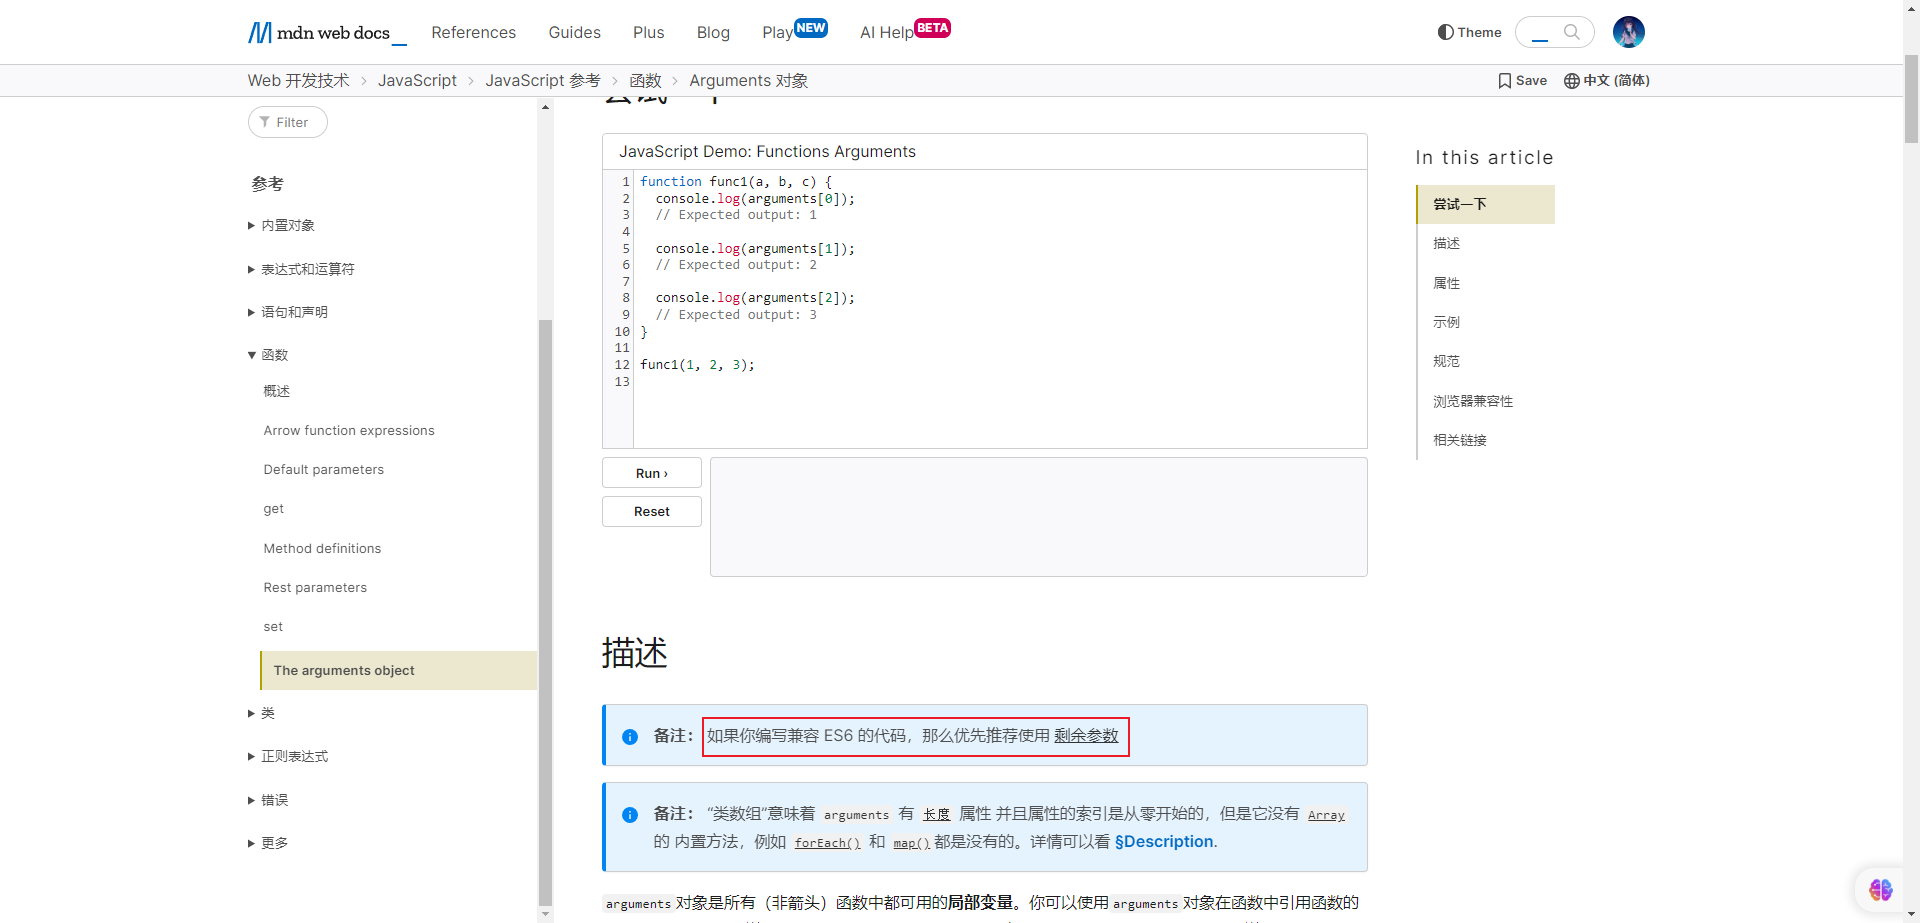 mdn web docs
References
Guides
Plus
Blog
Play NEW
AI Help BETA
Theme
Web 开发技术 > JavaScript > JavaScript 参考 > 函数 > Arguments 对象
Save
中文 (简体)
Filter
参考
内置对象
表达式和运算符
语句和声明
函数
概述
Arrow function expressions
Default parameters
get
Method definitions
Rest parameters
set
The arguments object
类
正则表达式
错误
更多
尝试一下
JavaScript Demo: Functions Arguments
1 function func1(a, b, c) {
2 console.log(arguments[0]);
3 // Expected output: 1
4
5 console.log(arguments[1]);
6 // Expected output: 2
7
8 console.log(arguments[2]);
9 // Expected output: 3
10 }
11
12 func1(1, 2, 3);
13
Run ›
Reset
描述
备注： 如果你编写兼容 ES6 的代码，那么优先推荐使用 剩余参数
备注： “类数组”意味着 arguments 有 长度 属性 并且属性的索引是从零开始的，但是它没有 Array
的 内置方法，例如 forEach() 和 map() 都是没有的。详情可以看 §Description.
arguments 对象是所有（非箭头）函数中都可用的局部变量。你可以使用 arguments 对象在函数中引用函数的
In this article
尝试一下
描述
属性
示例
规范
浏览器兼容性
相关链接